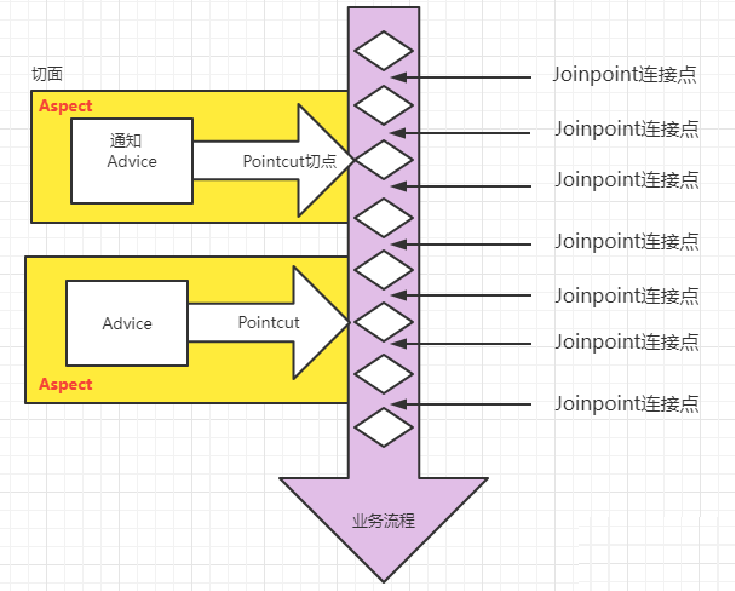 切面
Aspect
通知
Advice
Pointcut切点
Advice
Pointcut
Aspect
Joinpoint连接点
Joinpoint连接点
Joinpoint连接点
Joinpoint连接点
Joinpoint连接点
Joinpoint连接点
Joinpoint连接点
业务流程